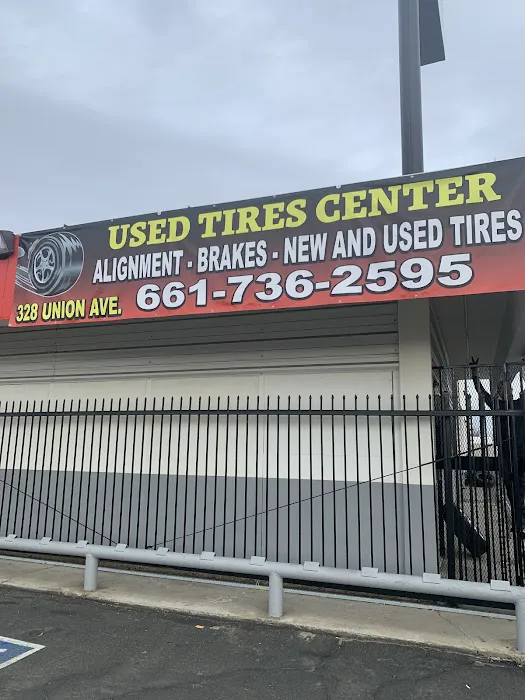 USED TIRES CENTER
ALIGNMENT - BRAKES - NEW AND USED TIRES
328 UNION AVE. 661-736-2595